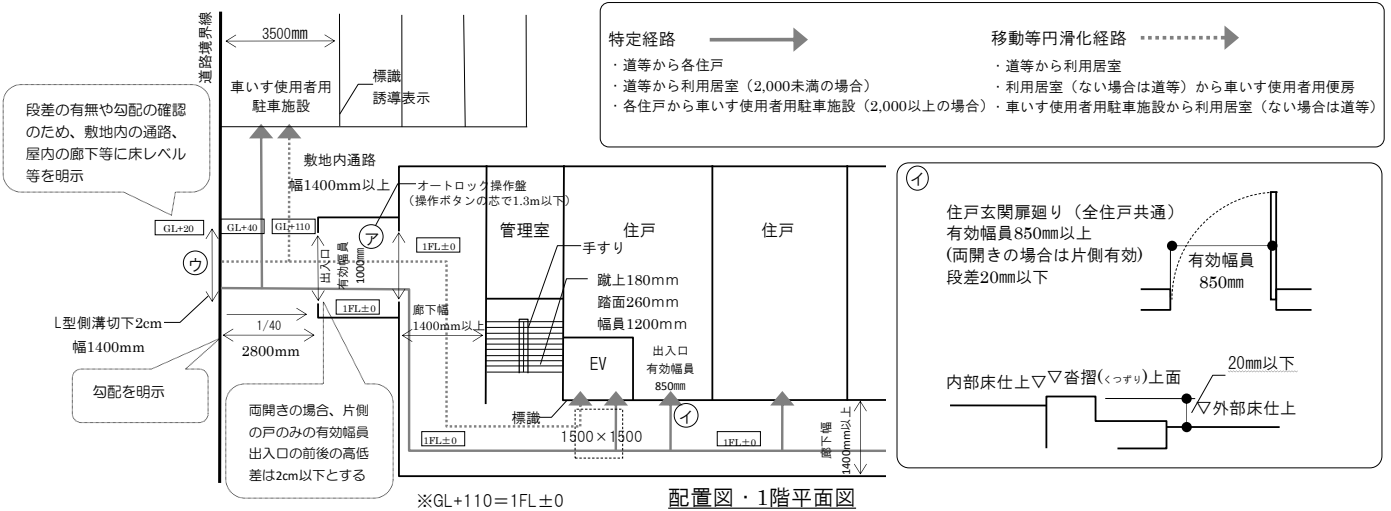 道路境界線
3500mm
車いす使用者用
駐車施設
標識
誘導表示
段差の有無や勾配の確認
のため、敷地内の通路、
屋内の廊下等に床レベル
等を明示
特定経路
・道等から各住戸
・道等から利用居室（2,000未満の場合）
・各住戸から車いす使用者用駐車施設（2,000以上の場合）
移動等円滑化経路
・道等から利用居室
・利用居室（ない場合は道等）から車いす使用者用便房
・車いす使用者用駐車施設から利用居室（ない場合は道等）
敷地内通路
幅1400mm以上
オートロック操作盤
（操作ボタンの芯で1.3m以下）
GL+20
GL+40
GL+110
ウ
ア
出入口
有効幅員
1000mm
1FL±0
1FL±0
管理室
住戸
住戸
手すり
蹴上180mm
踏面260mm
幅員1200mm
廊下幅
1400mm以上
L型側溝切下2cm
幅1400mm
1/40
2800mm
勾配を明示
両開きの場合、片側
の戸のみの有効幅員
出入口の前後の高低
差は2cm以下とする
EV
出入口
有効幅員
850mm
標識
イ
1500×1500
1FL±0
1FL±0
廊下幅
1400mm以上
※GL+110＝1FL±0
配置図・1階平面図
イ
住戸玄関扉廻り（全住戸共通）
有効幅員850mm以上
(両開きの場合は片側有効)
段差20mm以下
有効幅員
850mm
内部床仕上▽
▽沓摺(くつずり)上面
20mm以下
▽外部床仕上